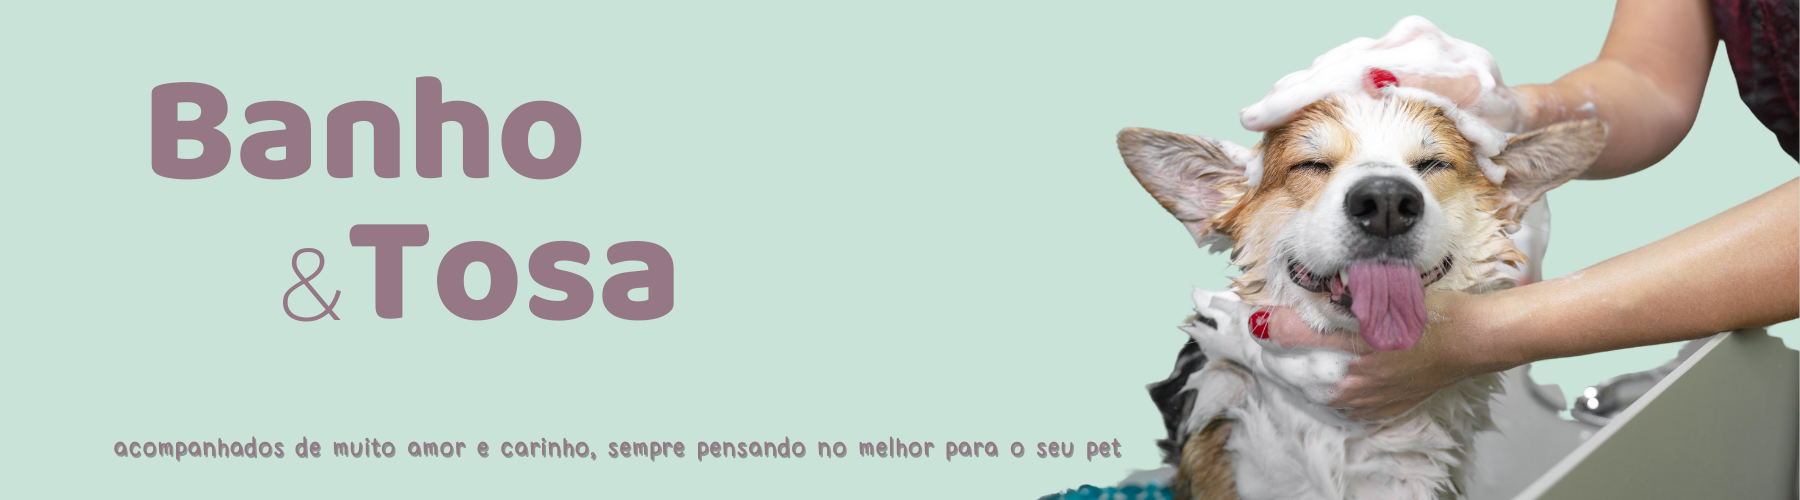 Banho
&Tosa
acompanhados de muito amor e carinho, sempre pensando no melhor para o seu pet